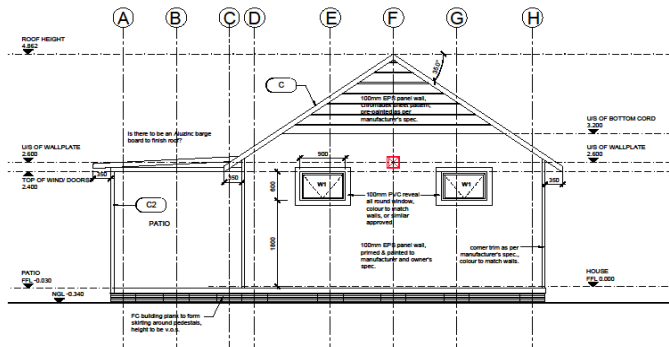 A B C D E F G H
ROOF HEIGHT
4.862
35.0°
C
100mm EPS panel wall,
chromadek sheet pattern,
pre-painted as per
manufacturer's spec.
U/S OF BOTTOM CORD
3.200
Is there to be an Aluzinc barge
board to finish roof?
U/S OF WALLPLATE
2.600
900
U/S OF WALLPLATE
2.600
350
350
350
TOP OF WIND/ DOORS
2.400
600
W1
W1
100mm PVC reveal
all round window,
colour to match
walls, or similar
approved.
C2
PATIO
1800
100mm EPS panel wall,
primed & painted to
manufacturer and owner's
spec.
corner trim as per
manufacturer's spec.,
colour to match walls.
PATIO
FFL -0.030
HOUSE
FFL 0.000
NGL -0.340
FC building plank to form
skirting around pedestals,
height to be v.o.s.